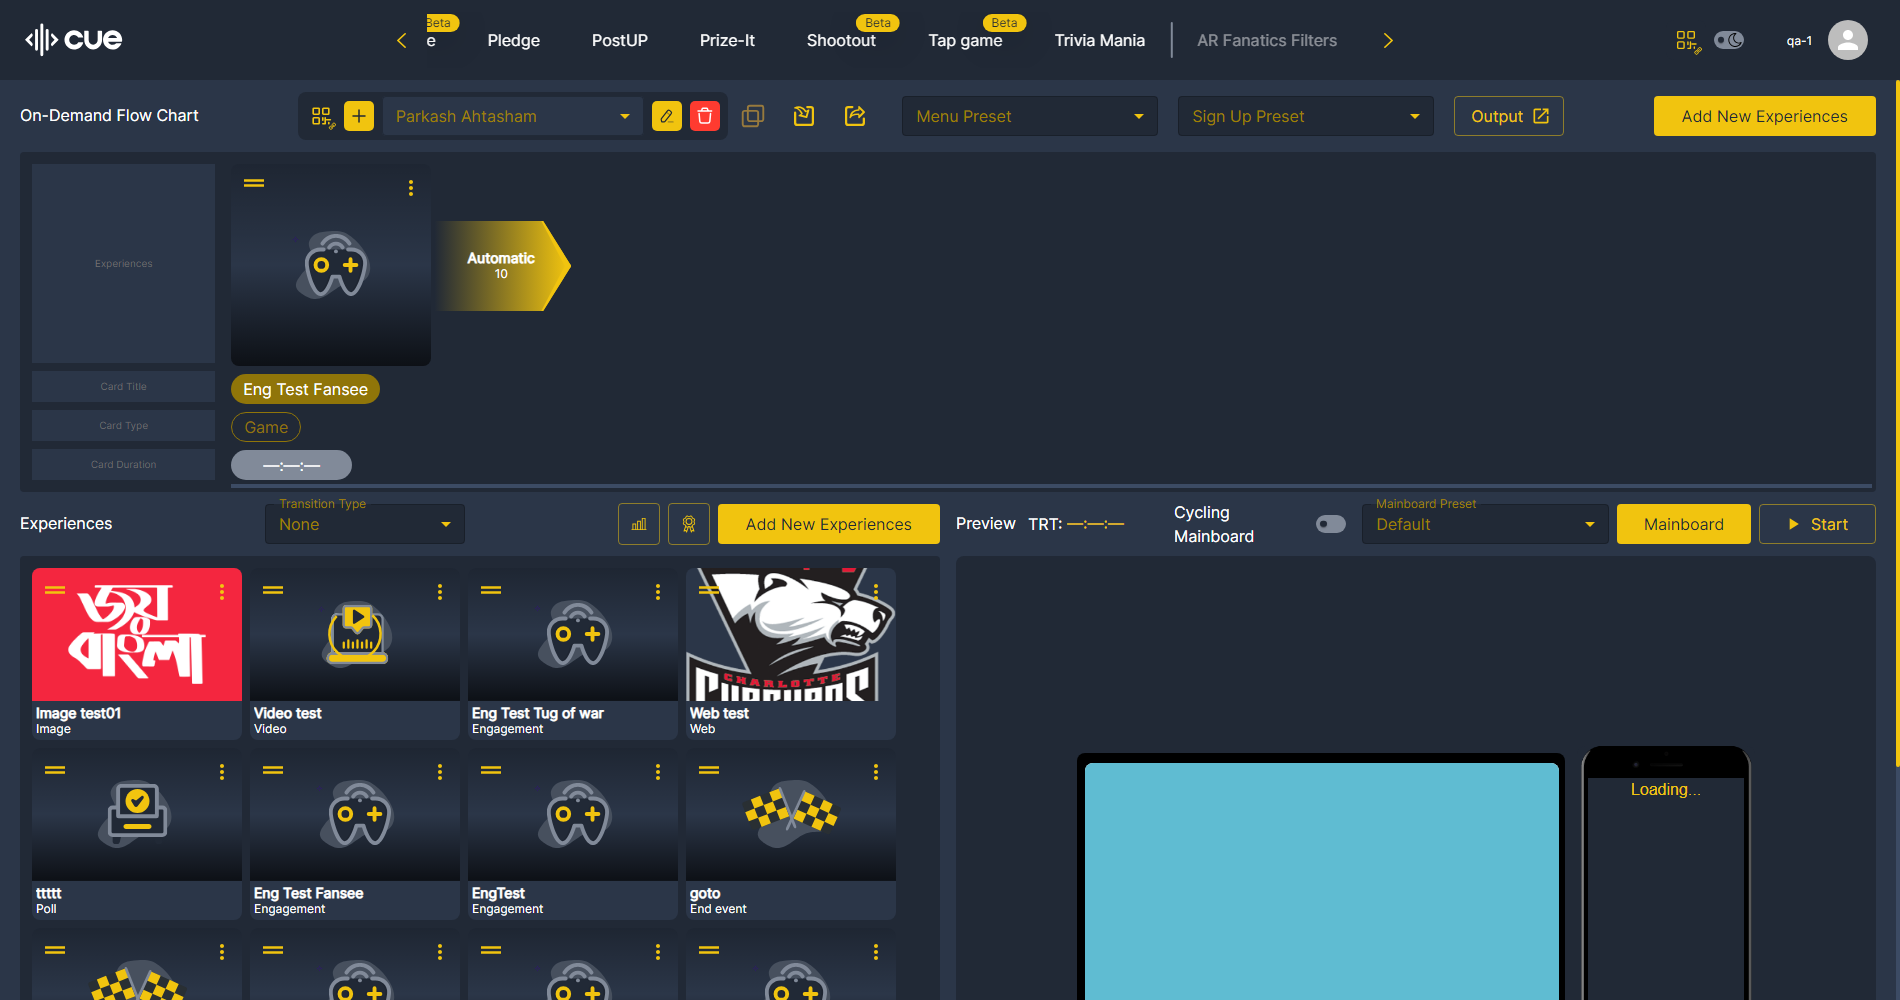 cue
e
Beta
Pledge
PostUP
Prize-It
Shootout
Beta
Tap game
Beta
Trivia Mania
AR Fanatics Filters
qa-1
On-Demand Flow Chart
Parkash Ahtasham
Menu Preset
Sign Up Preset
Output
Add New Experiences
Experiences
Automatic
10
Card Title
Eng Test Fansee
Card Type
Game
Card Duration
—:—:—
Experiences
Transition Type
None
Add New Experiences
Preview
TRT: —:—:—
Cycling
Mainboard
Mainboard Preset
Default
Mainboard
Start
জয়
বাংলা
CHARLOTTE
Image test01
Image
Video test
Video
Eng Test Tug of war
Engagement
Web test
Web
ttttt
Poll
Eng Test Fansee
Engagement
EngTest
Engagement
goto
End event
Loading...